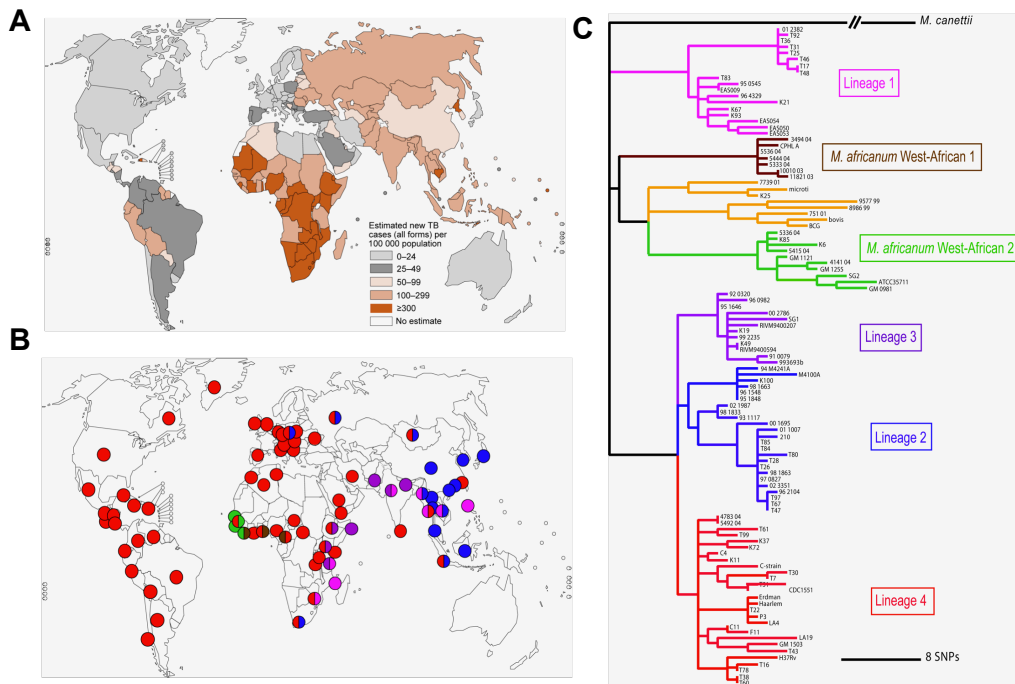 A
Estimated new TB
cases (all forms) per
100 000 population
0–24
25–49
50–99
100–299
≥300
No estimate
B
C
M. canettii
01 2382
T92
T36
T31
T25
T46
T17
T48
Lineage 1
T83
95 0545
EAS009
96 4329
K21
K67
K93
EAS054
EAS050
EAS053
3494 04
CPHL A
5536 04
5444 04
5333 04
10010 03
11821 03
M. africanum West-African 1
7739 01
microti
K25
9577 99
8986 99
751 01
bovis
BCG
5336 04
K85
K6
5415 04
GM 1121
4141 04
GM 1255
SG2
ATCC35711
GM 0981
M. africanum West-African 2
92 0320
96 0982
95 1646
00 2786
SG1
RIVM9400207
K19
99 2235
K49
RIVM9400594
91 0079
993693b
Lineage 3
94 M4241A
M4100A
K100
98 1663
96 1548
95 1848
02 1987
98 1833
93 1117
00 1695
01 1007
210
T85
T84
T80
T28
T26
98 1863
97 0827
02 3351
96 2104
T97
T67
T47
Lineage 2
4783 04
5492 04
T61
T99
K37
K72
C4
K11
C-strain
T30
T7
CDC1551
Erdman
Haarlem
T22
P3
LA4
C11
F11
LA19
GM 1503
T43
H37Rv
T16
T78
T38
T60
Lineage 4
8 SNPs